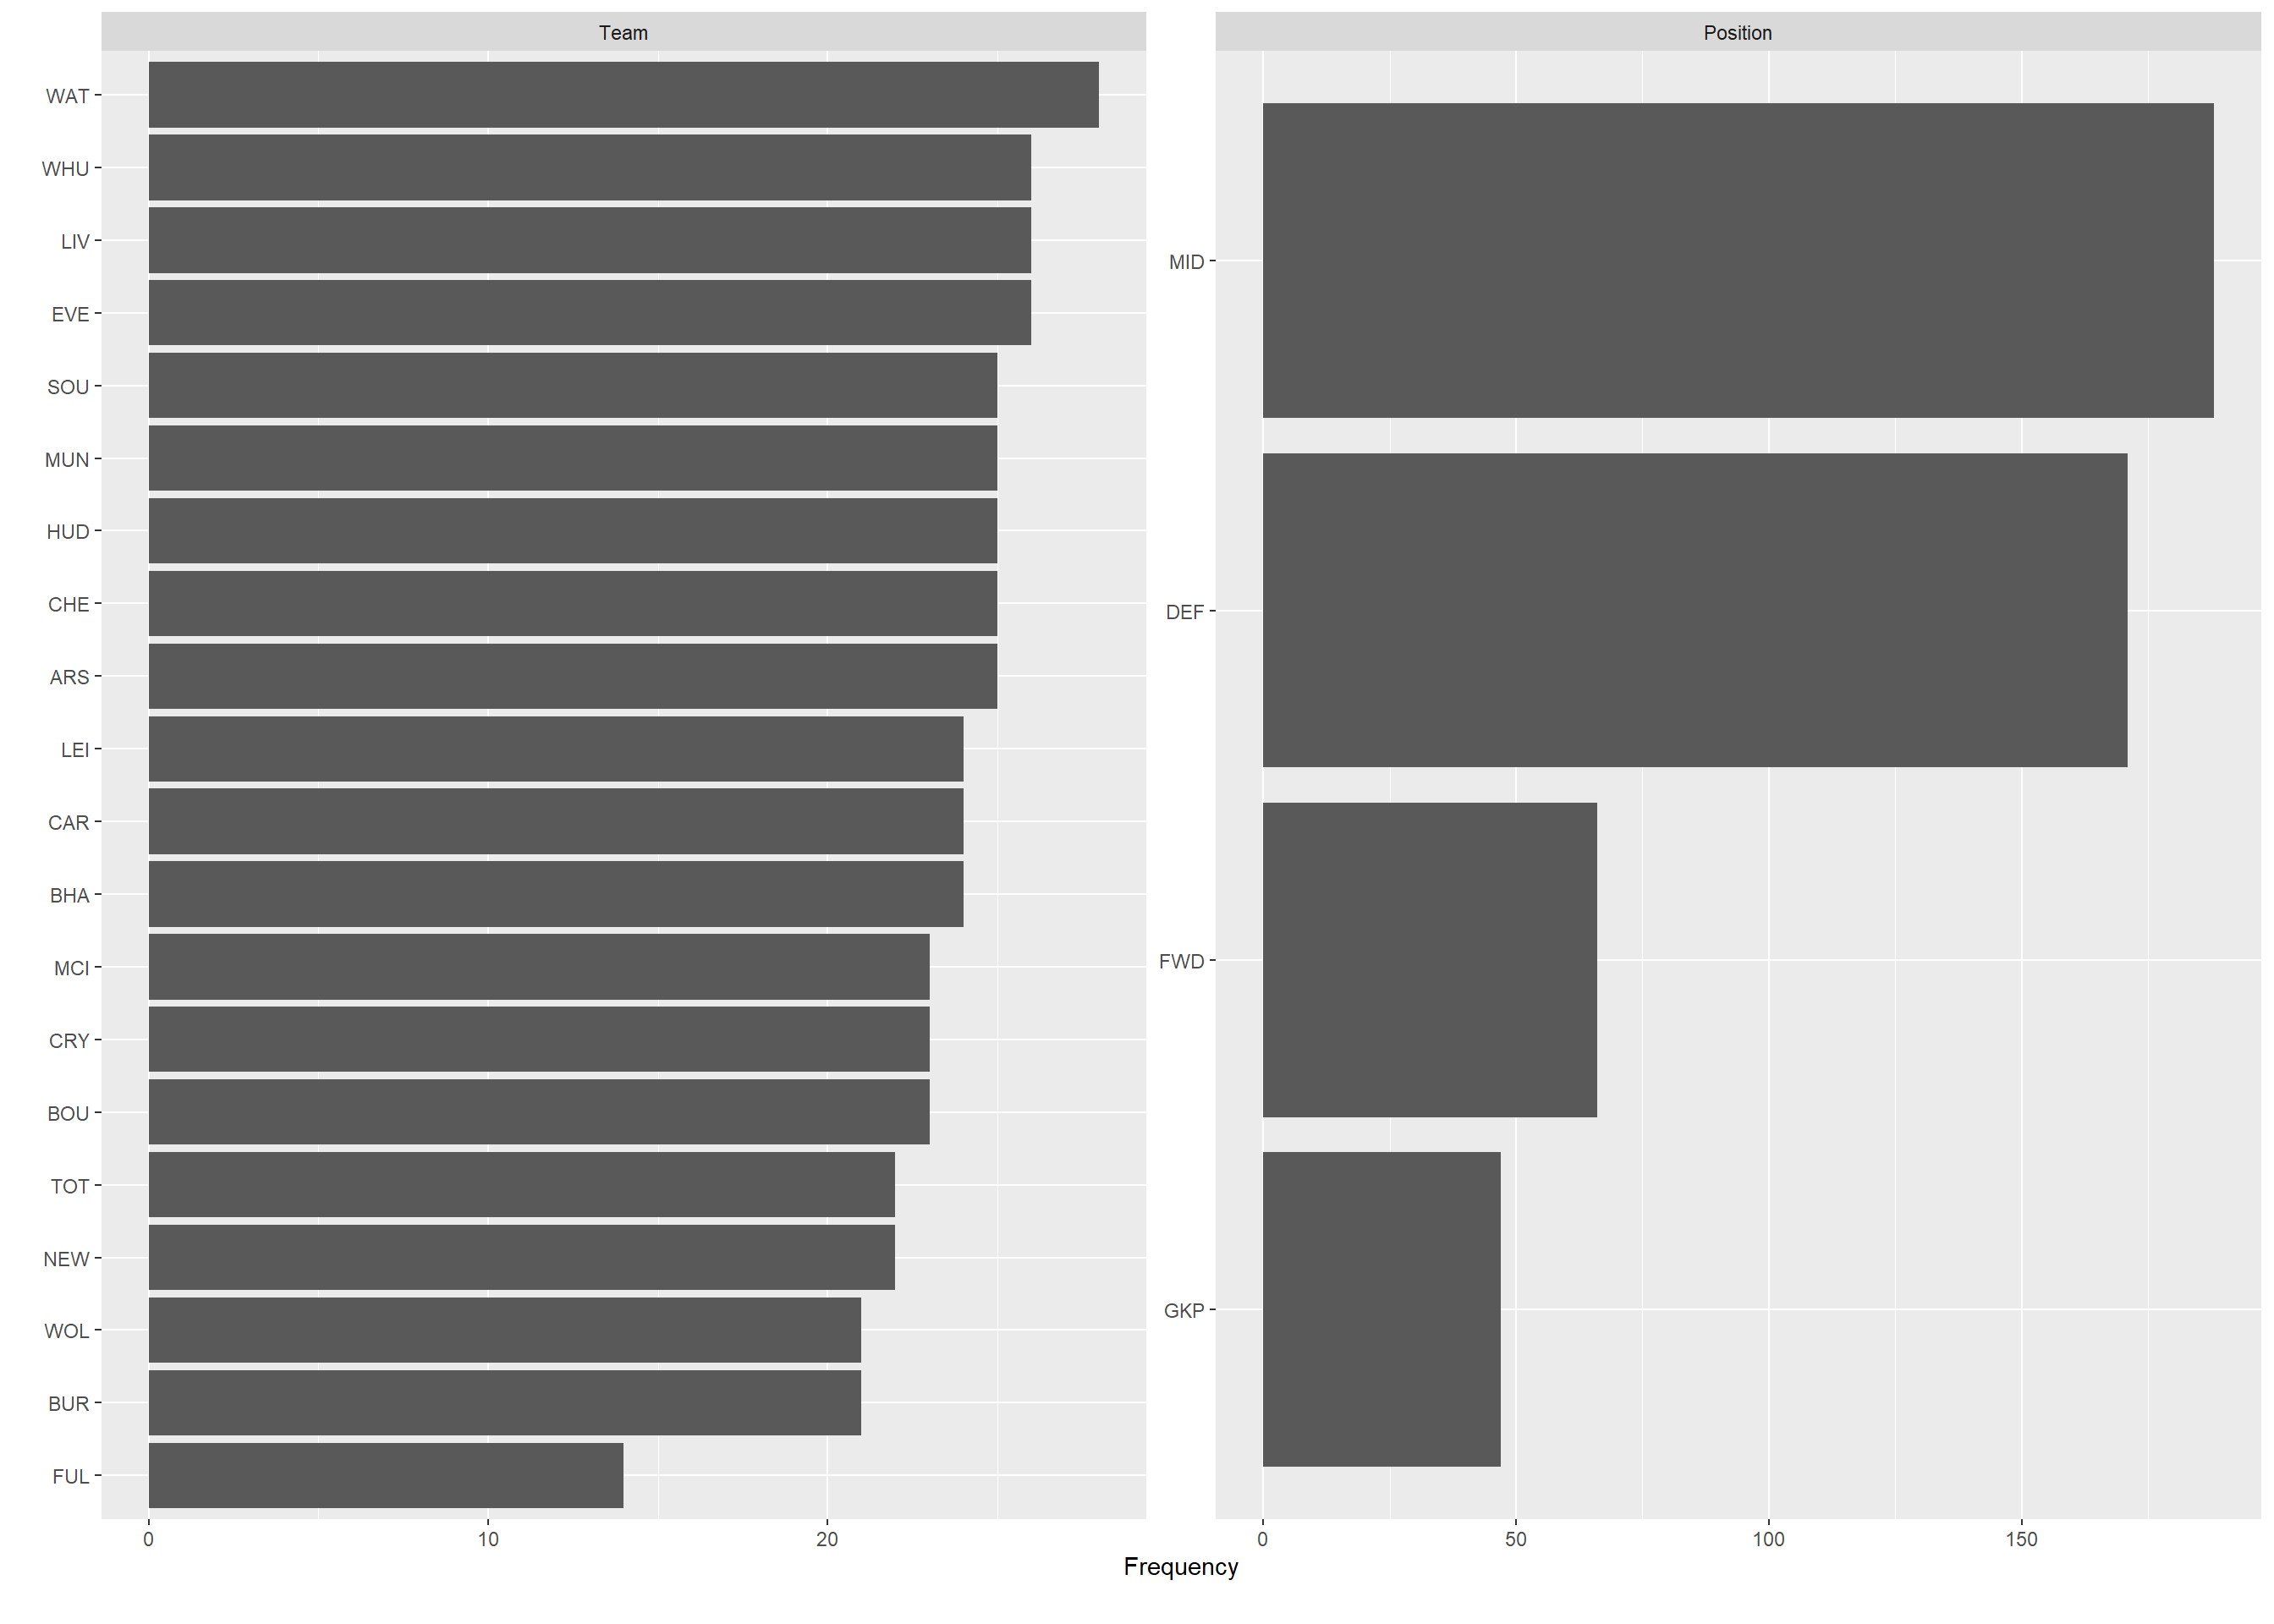 Team
WAT
WHU
LIV
EVE
SOU
MUN
HUD
CHE
ARS
LEI
CAR
BHA
MCI
CRY
BOU
TOT
NEW
WOL
BUR
FUL
0 10 20
Position
MID
DEF
FWD
GKP
0 50 100 150
Frequency